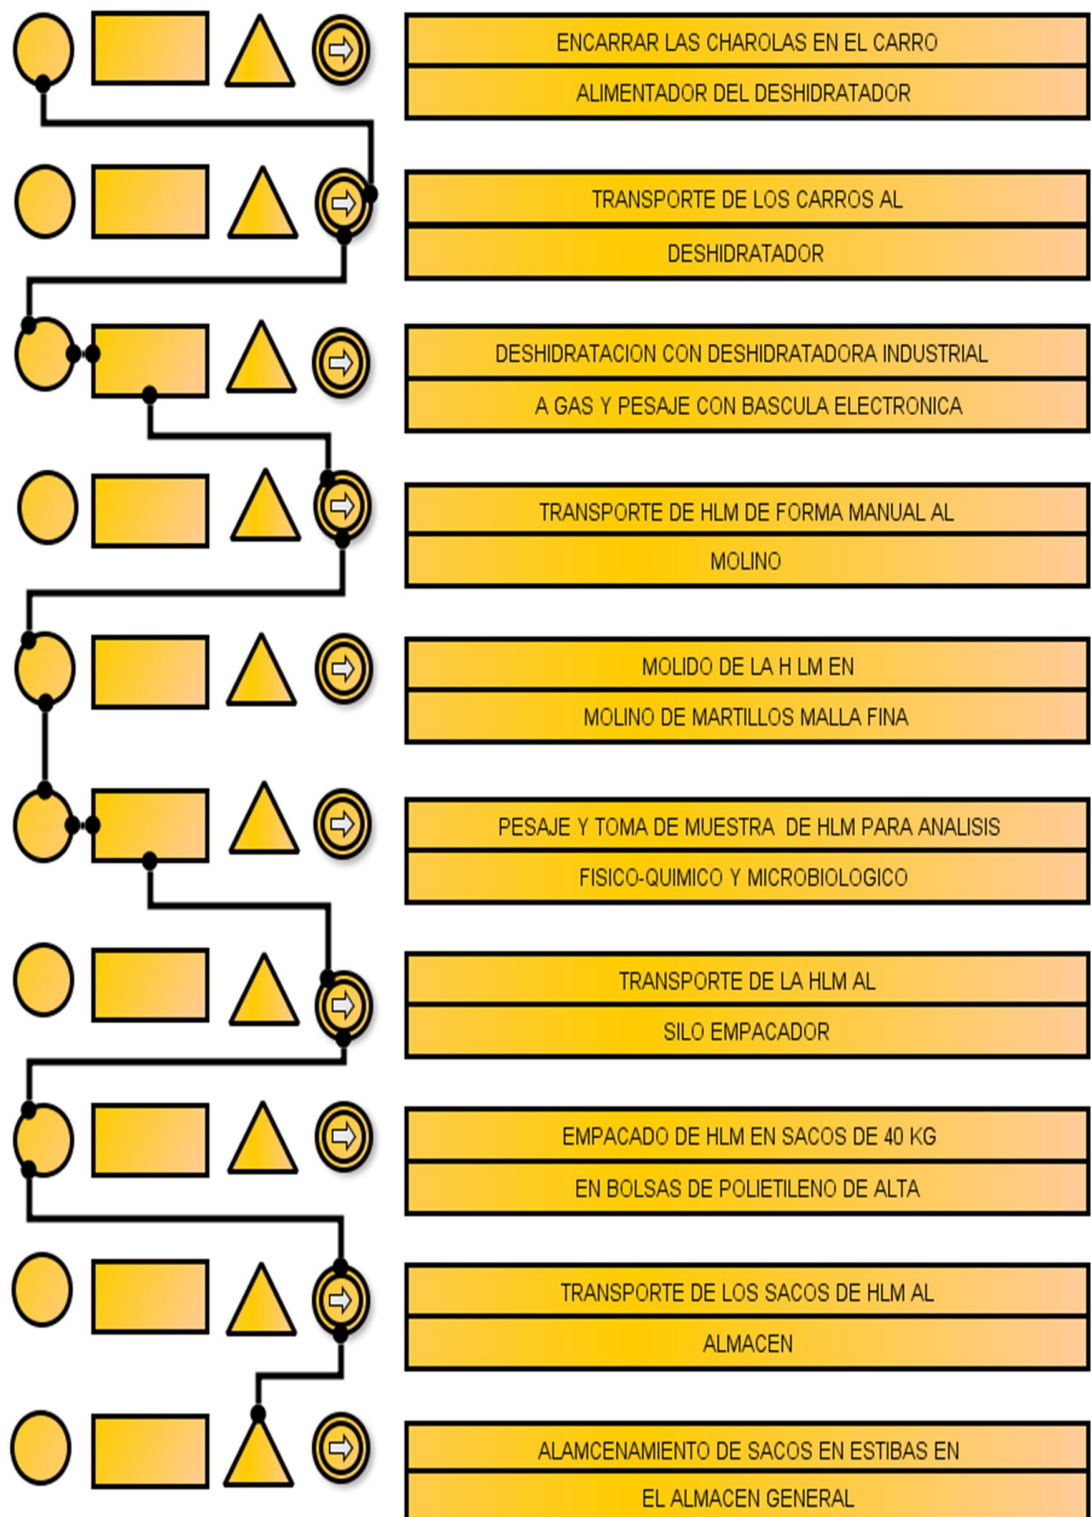 ENCARRAR LAS CHAROLAS EN EL CARRO
ALIMENTADOR DEL DESHIDRATADOR
TRANSPORTE DE LOS CARROS AL
DESHIDRATADOR
DESHIDRATACION CON DESHIDRATADORA INDUSTRIAL
A GAS Y PESAJE CON BASCULA ELECTRONICA
TRANSPORTE DE HLM DE FORMA MANUAL AL
MOLINO
MOLIDO DE LA H LM EN
MOLINO DE MARTILLOS MALLA FINA
PESAJE Y TOMA DE MUESTRA DE HLM PARA ANALISIS
FISICO-QUIMICO Y MICROBIOLOGICO
TRANSPORTE DE LA HLM AL
SILO EMPACADOR
EMPACADO DE HLM EN SACOS DE 40 KG
EN BOLSAS DE POLIETILENO DE ALTA
TRANSPORTE DE LOS SACOS DE HLM AL
ALMACEN
ALAMCENAMIENTO DE SACOS EN ESTIBAS EN
EL ALMACEN GENERAL